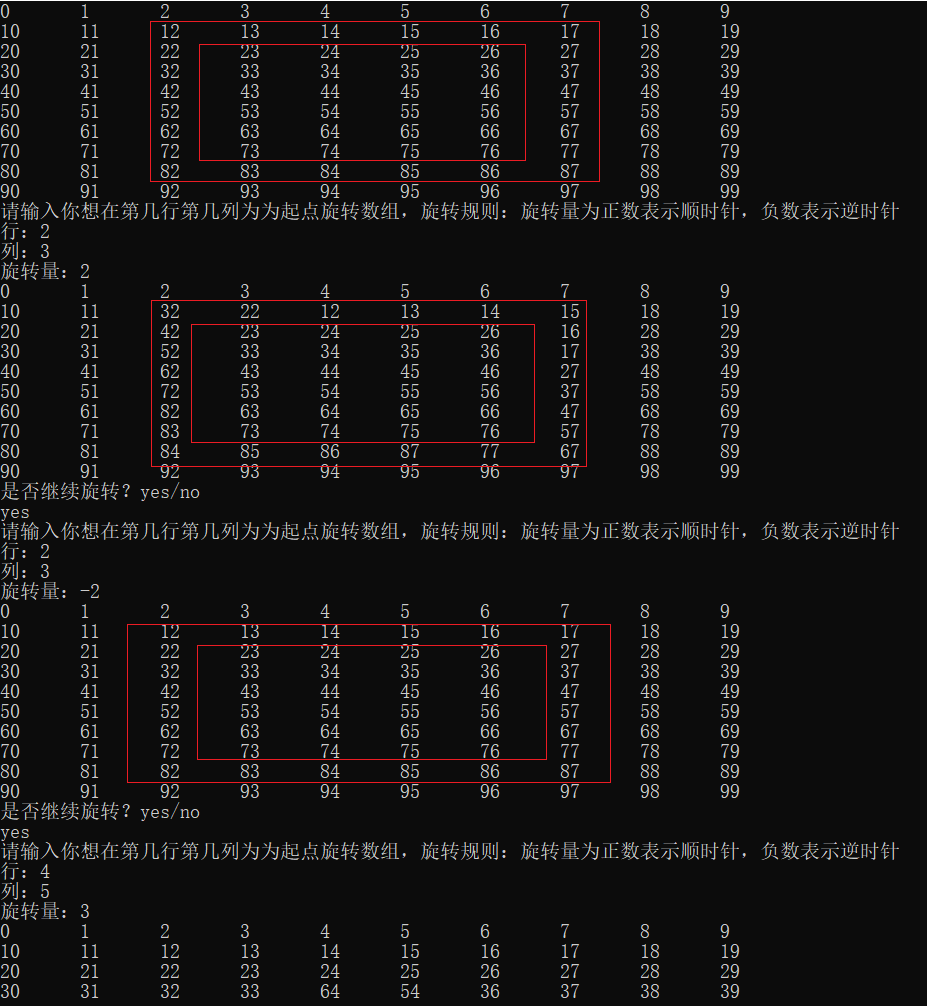 0 1 2 3 4 5 6 7 8 9
10 11 12 13 14 15 16 17 18 19
20 21 22 23 24 25 26 27 28 29
30 31 32 33 34 35 36 37 38 39
40 41 42 43 44 45 46 47 48 49
50 51 52 53 54 55 56 57 58 59
60 61 62 63 64 65 66 67 68 69
70 71 72 73 74 75 76 77 78 79
80 81 82 83 84 85 86 87 88 89
90 91 92 93 94 95 96 97 98 99
请输入你想在第几行第几列为为起点旋转数组，旋转规则：旋转量为正数表示顺时针，负数表示逆时针
行：2
列：3
旋转量：2
0 1 2 3 4 5 6 7 8 9
10 11 32 22 12 13 14 15 18 19
20 21 42 23 24 25 26 16 28 29
30 31 52 33 34 35 36 17 38 39
40 41 62 43 44 45 46 27 48 49
50 51 72 53 54 55 56 37 58 59
60 61 82 63 64 65 66 47 68 69
70 71 83 73 74 75 76 57 78 79
80 81 84 85 86 87 77 67 88 89
90 91 92 93 94 95 96 97 98 99
是否继续旋转？yes/no
yes
请输入你想在第几行第几列为为起点旋转数组，旋转规则：旋转量为正数表示顺时针，负数表示逆时针
行：2
列：3
旋转量：-2
0 1 2 3 4 5 6 7 8 9
10 11 12 13 14 15 16 17 18 19
20 21 22 23 24 25 26 27 28 29
30 31 32 33 34 35 36 37 38 39
40 41 42 43 44 45 46 47 48 49
50 51 52 53 54 55 56 57 58 59
60 61 62 63 64 65 66 67 68 69
70 71 72 73 74 75 76 77 78 79
80 81 82 83 84 85 86 87 88 89
90 91 92 93 94 95 96 97 98 99
是否继续旋转？yes/no
yes
请输入你想在第几行第几列为为起点旋转数组，旋转规则：旋转量为正数表示顺时针，负数表示逆时针
行：4
列：5
旋转量：3
0 1 2 3 4 5 6 7 8 9
10 11 12 13 14 15 16 17 18 19
20 21 22 23 24 25 26 27 28 29
30 31 32 33 64 54 36 37 38 39